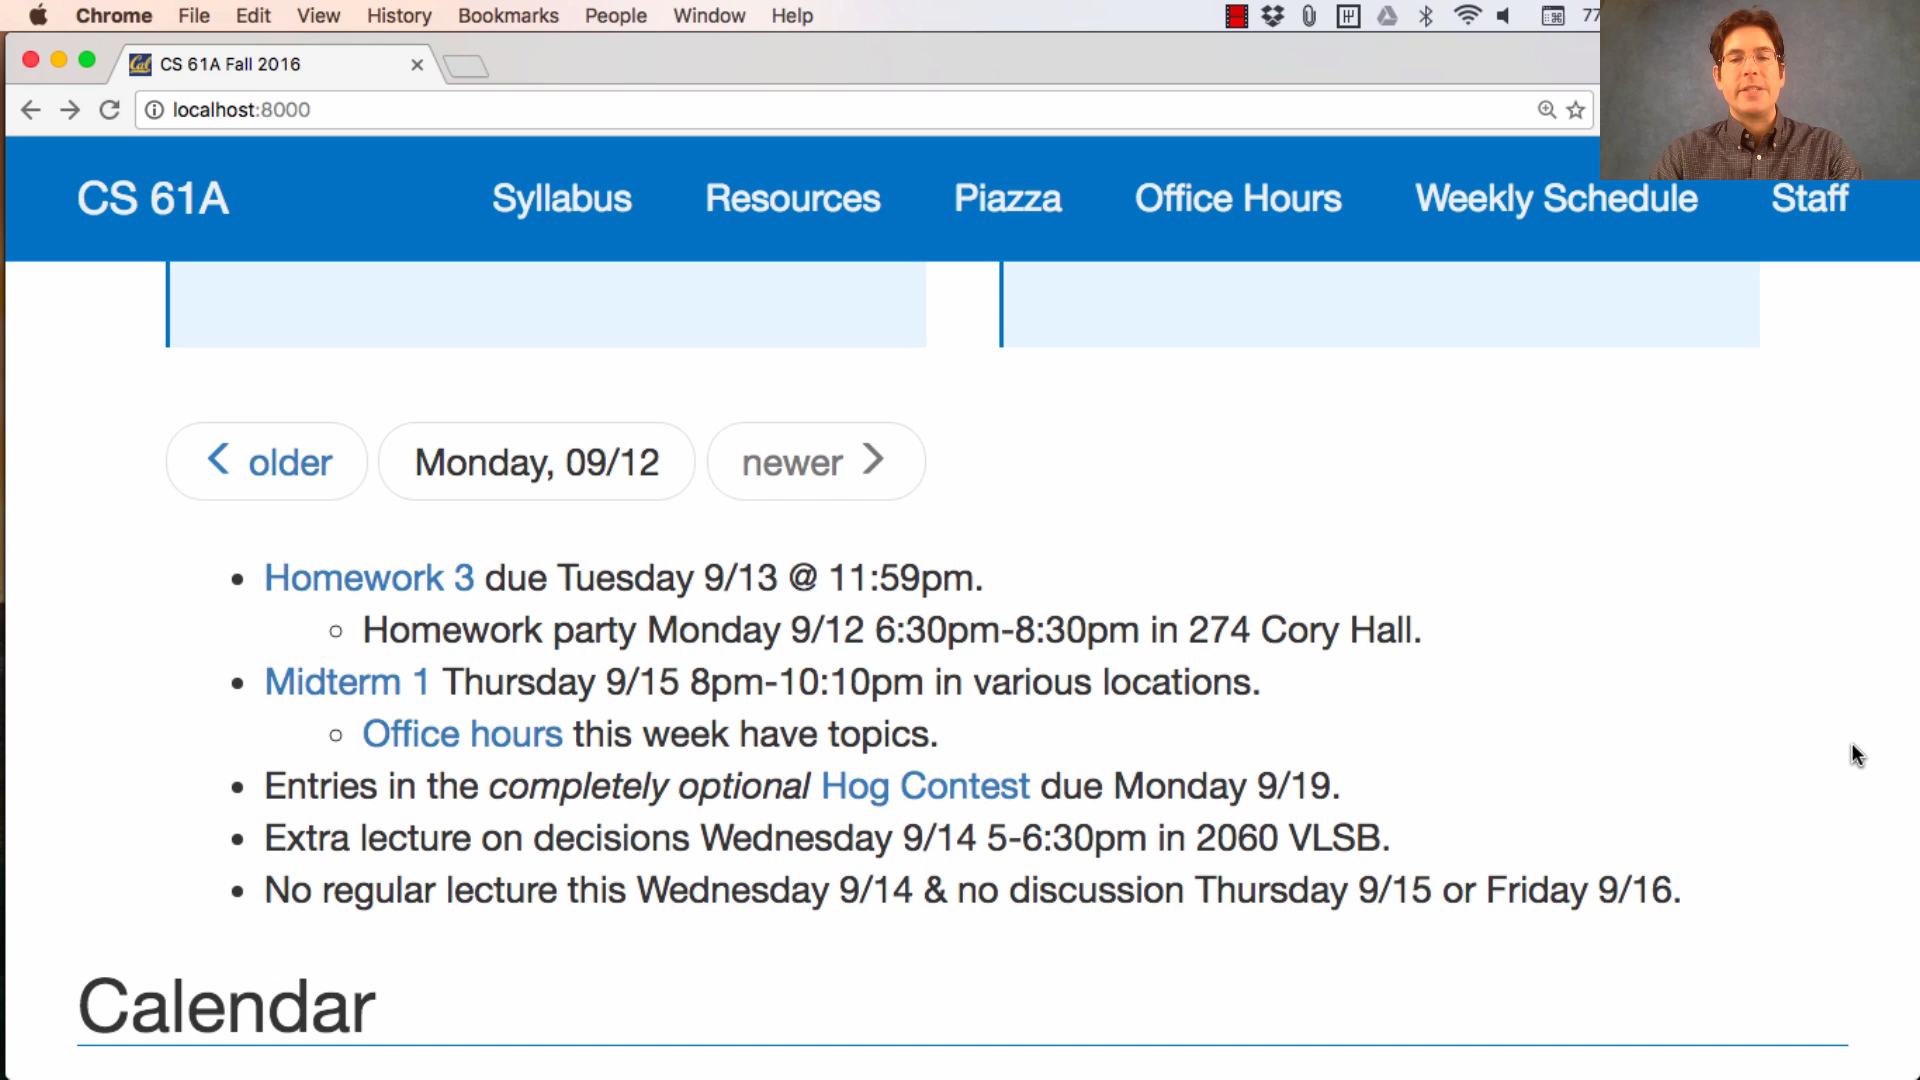 Chrome File Edit View History Bookmarks People Window Help 77
Cal CS 61A Fall 2016
localhost:8000
CS 61A Syllabus Resources Piazza Office Hours Weekly Schedule Staff
older Monday, 09/12 newer
• Homework 3 due Tuesday 9/13 @ 11:59pm.
◦ Homework party Monday 9/12 6:30pm-8:30pm in 274 Cory Hall.
• Midterm 1 Thursday 9/15 8pm-10:10pm in various locations.
◦ Office hours this week have topics.
• Entries in the completely optional Hog Contest due Monday 9/19.
• Extra lecture on decisions Wednesday 9/14 5-6:30pm in 2060 VLSB.
• No regular lecture this Wednesday 9/14 & no discussion Thursday 9/15 or Friday 9/16.
Calendar